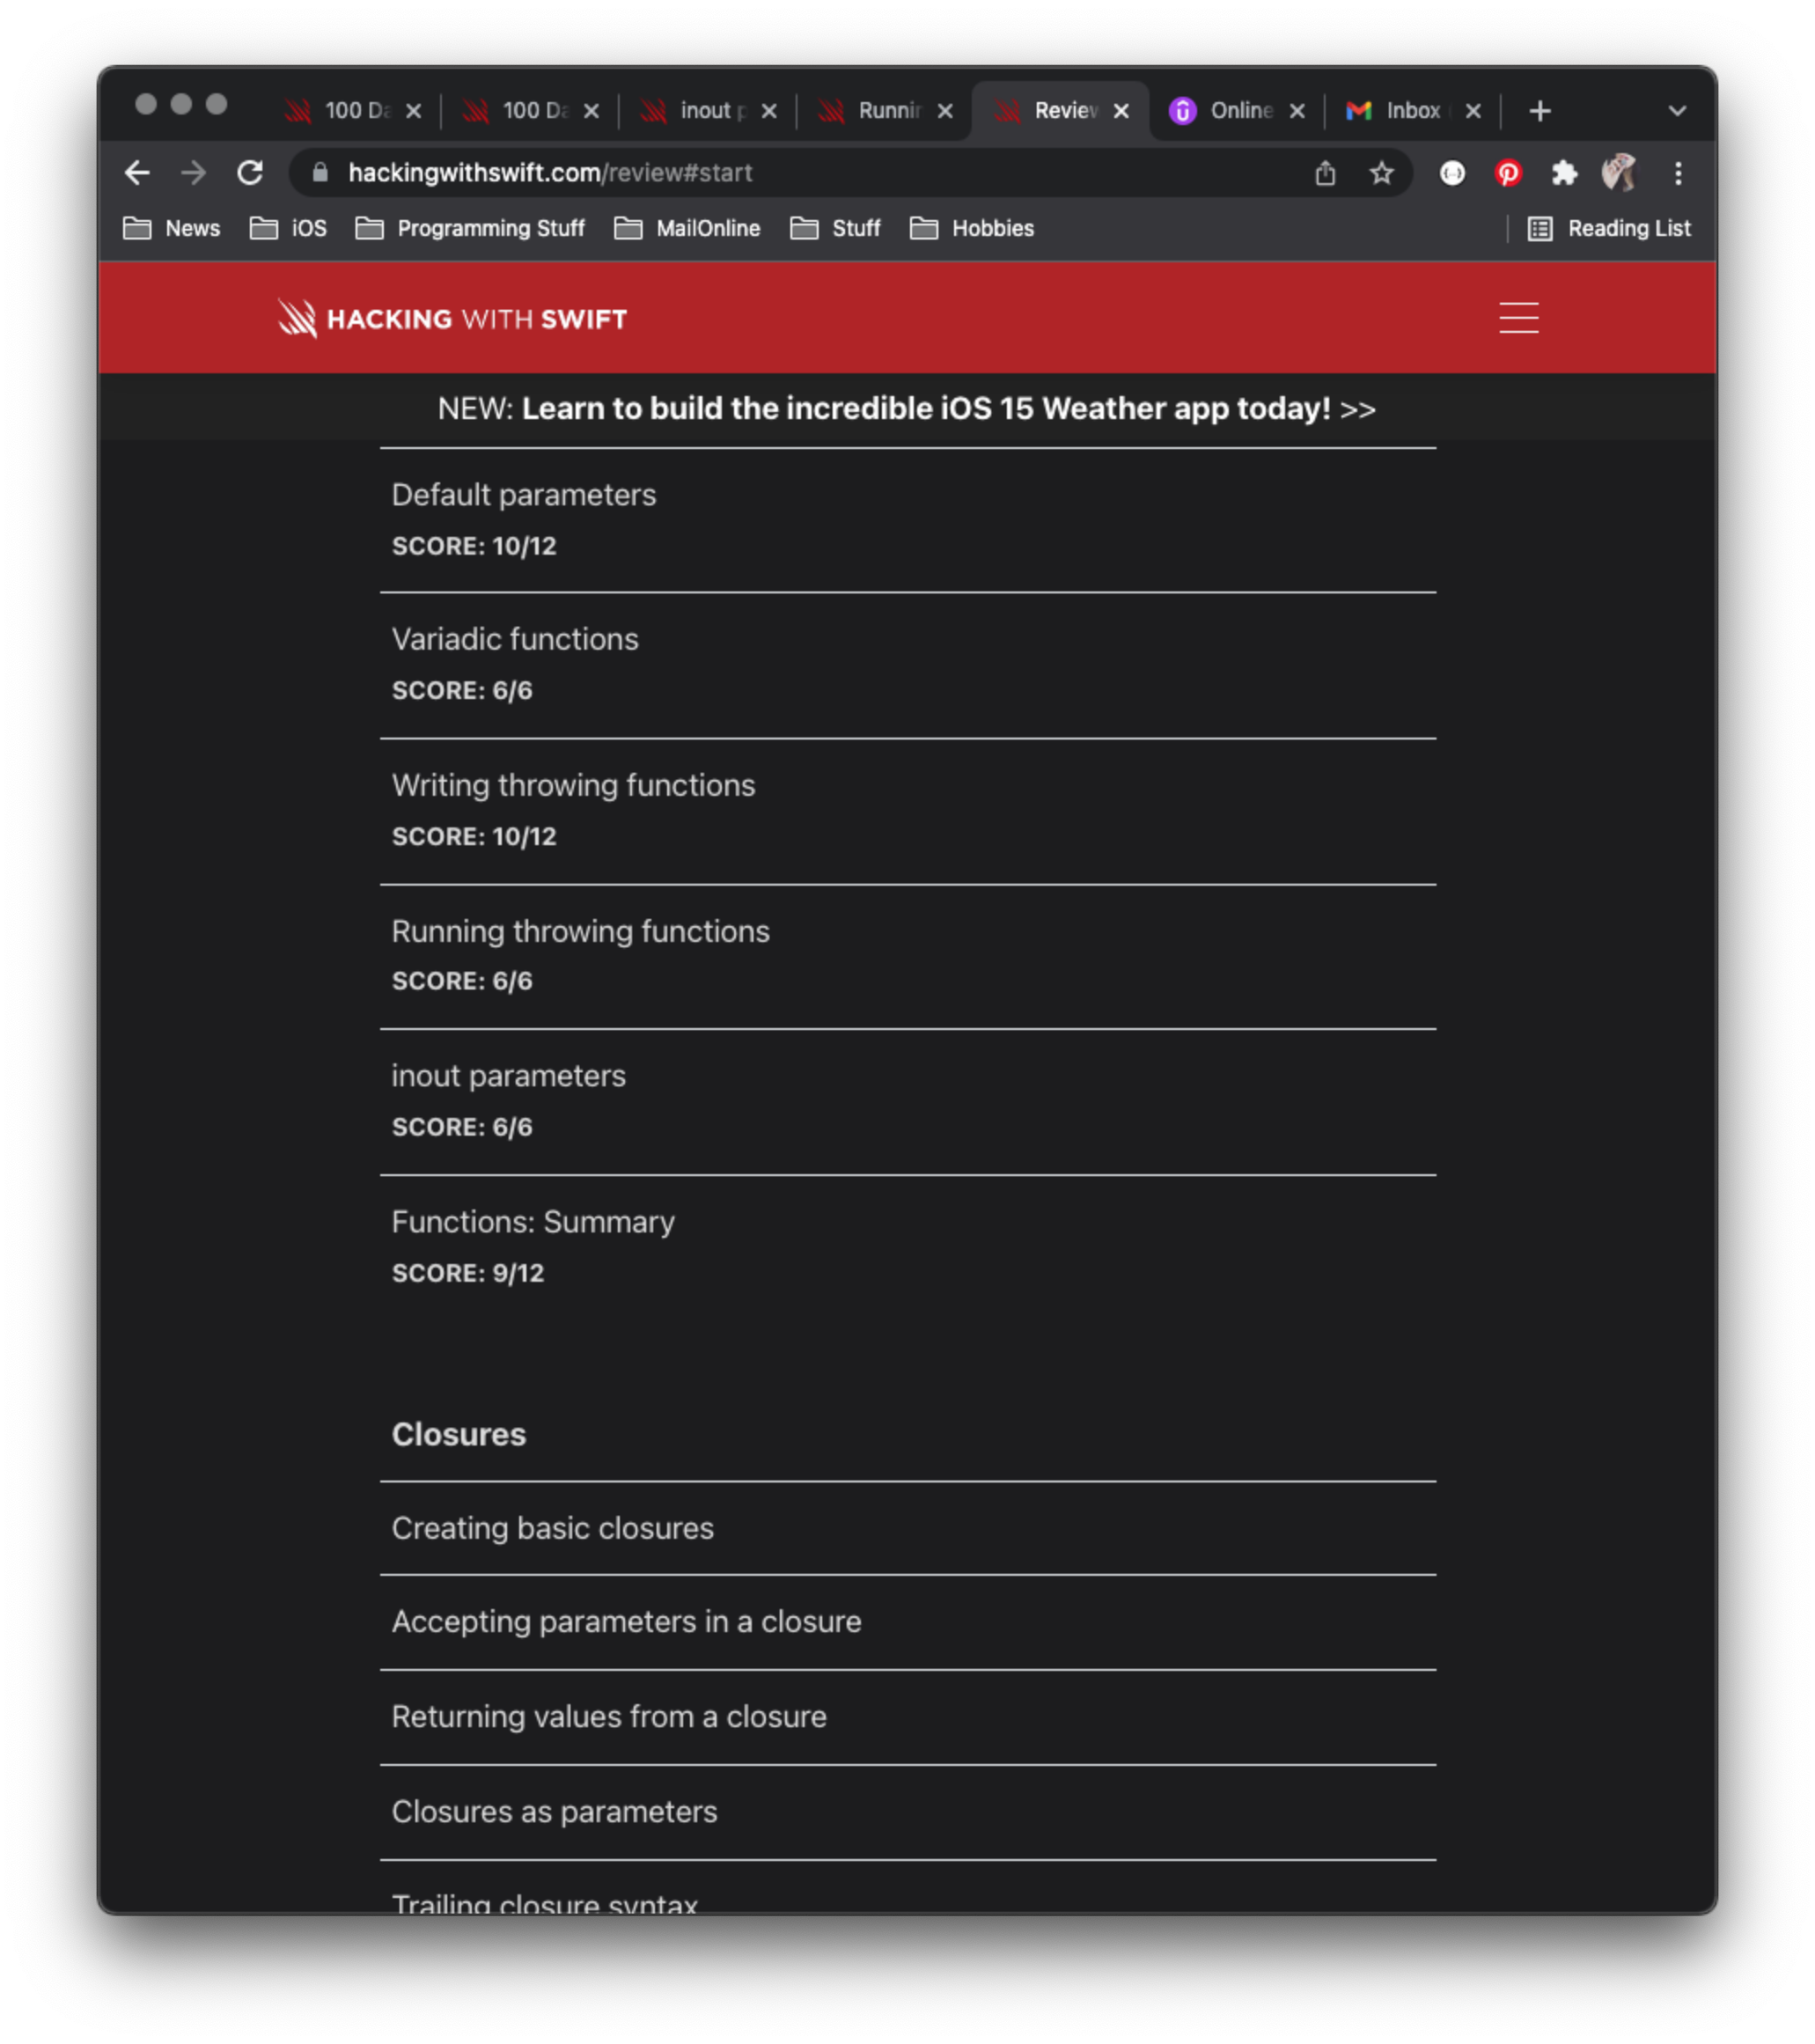 100 Da
100 Da
inout p
Runnin
Review
Online
Inbox
hackingwithswift.com/review#start
News iOS Programming Stuff MailOnline Stuff Hobbies Reading List
HACKING WITH SWIFT
NEW: Learn to build the incredible iOS 15 Weather app today! >>
Default parameters
SCORE: 10/12
Variadic functions
SCORE: 6/6
Writing throwing functions
SCORE: 10/12
Running throwing functions
SCORE: 6/6
inout parameters
SCORE: 6/6
Functions: Summary
SCORE: 9/12
Closures
Creating basic closures
Accepting parameters in a closure
Returning values from a closure
Closures as parameters
Trailing closure syntax